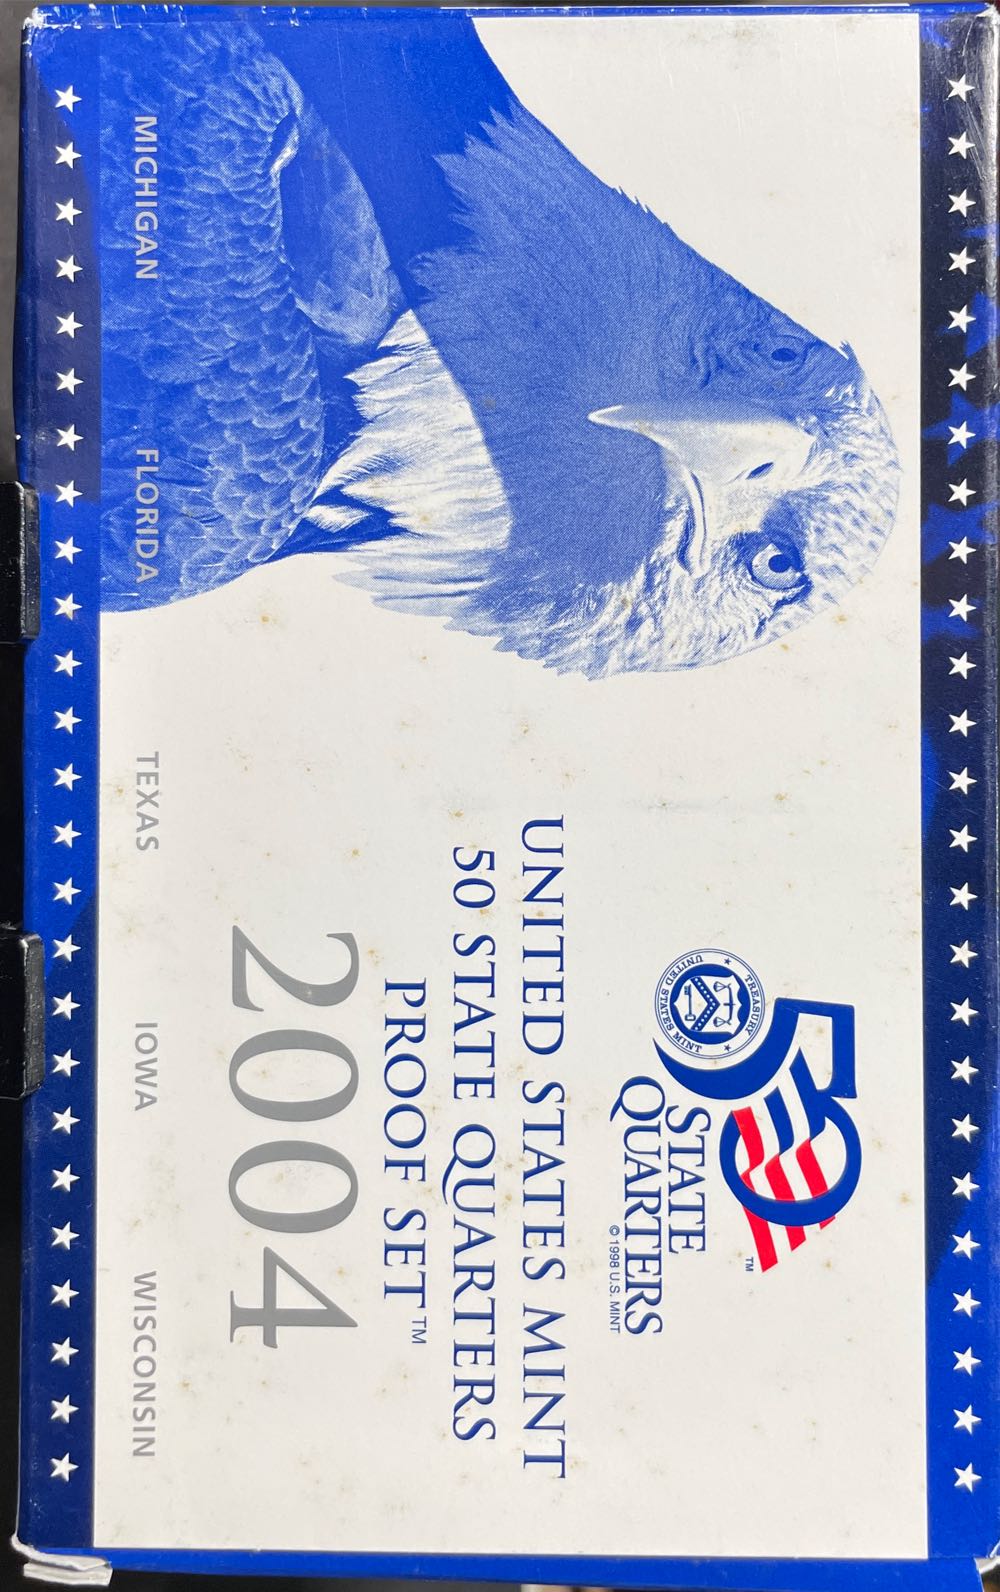 50
TM
STATE
QUARTERS
© 1998 U.S. MINT
TREASURY
UNITED STATES MINT
UNITED STATES MINT
50 STATE QUARTERS
PROOF SET™
2004
MICHIGAN FLORIDA TEXAS IOWA WISCONSIN